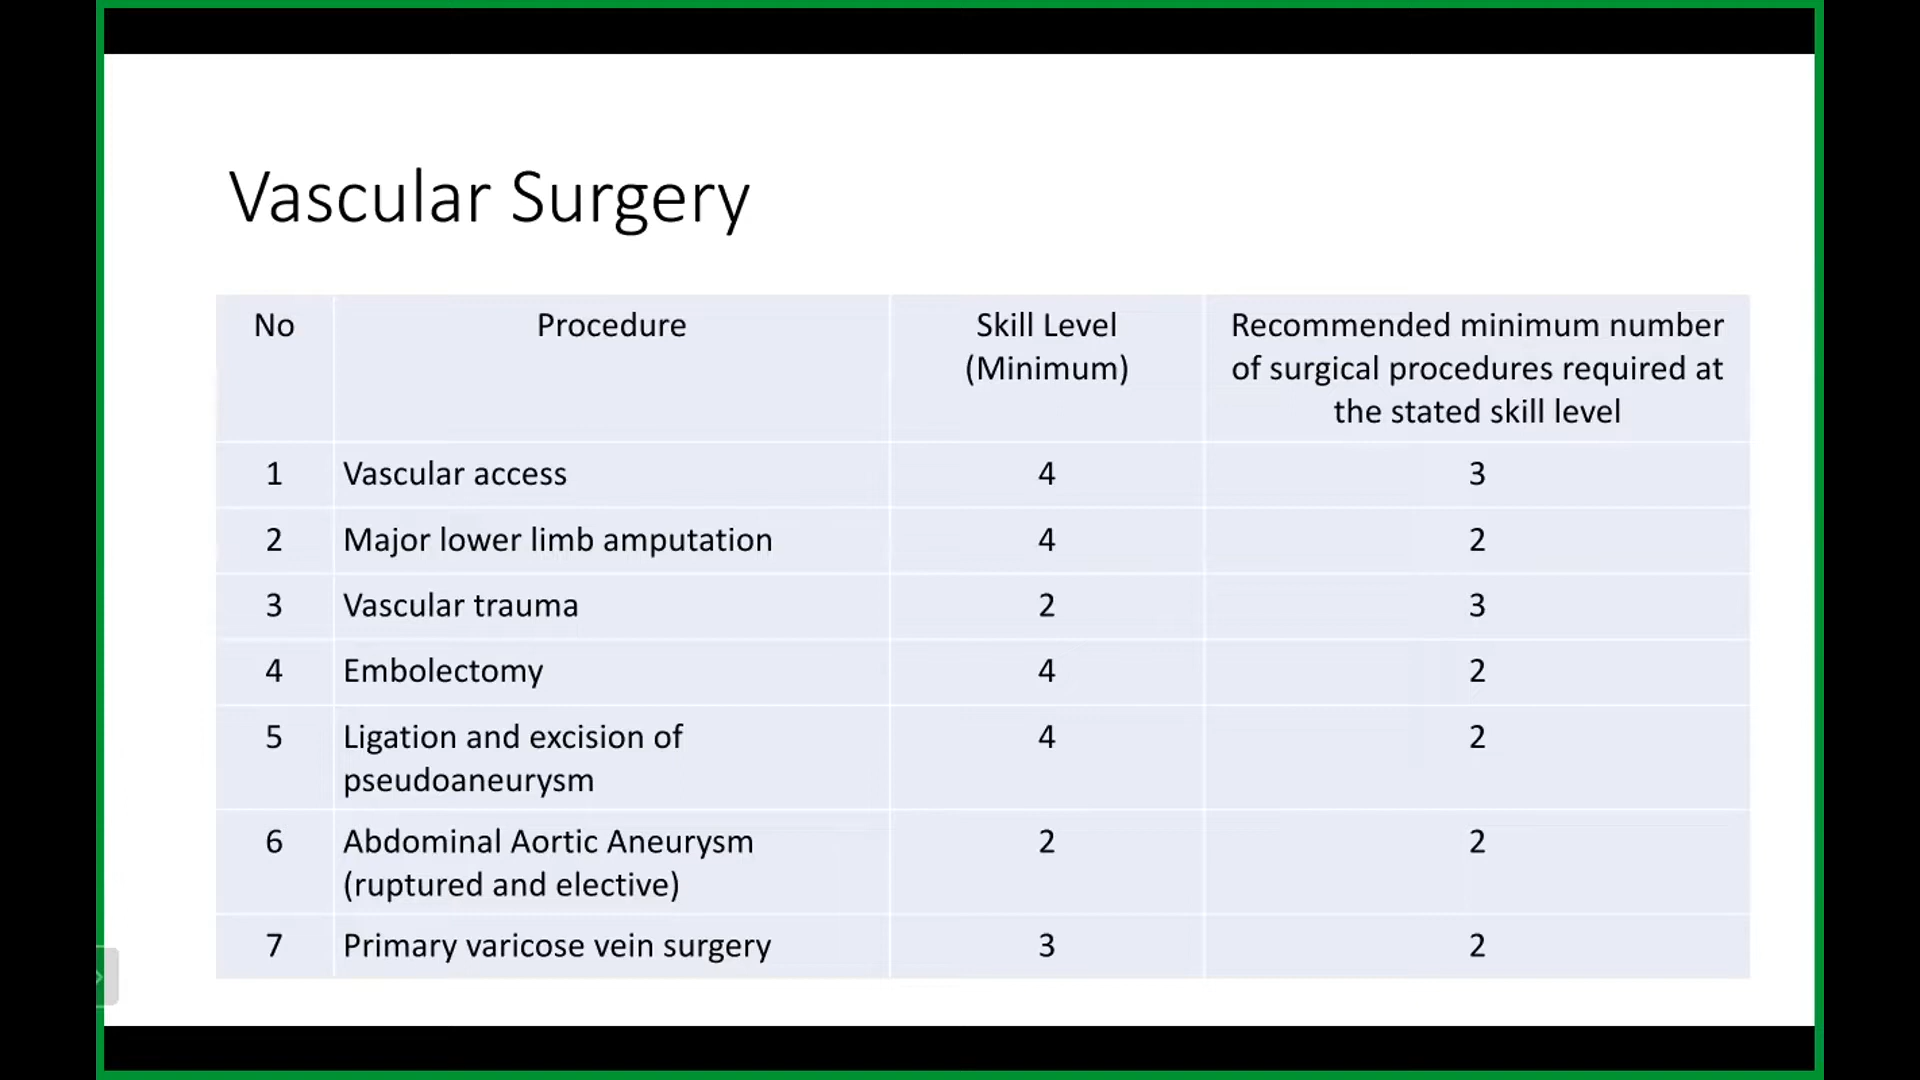 Vascular Surgery
No Procedure Skill Level Recommended minimum number
(Minimum) of surgical procedures required at
the stated skill level
1 Vascular access 4 3
2 Major lower limb amputation 4 2
3 Vascular trauma 2 3
4 Embolectomy 4 2
5 Ligation and excision of 4 2
pseudoaneurysm
6 Abdominal Aortic Aneurysm 2 2
(ruptured and elective)
7 Primary varicose vein surgery 3 2